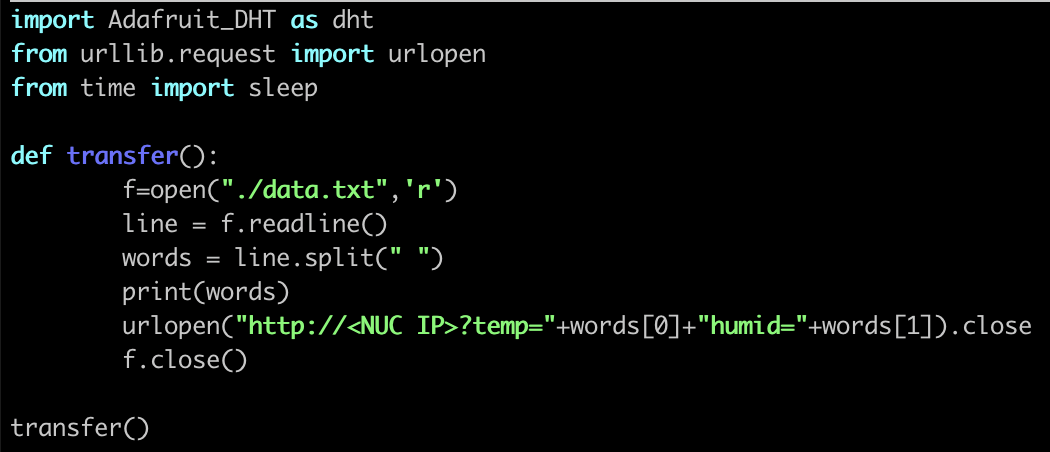 import Adafruit_DHT as dht
from urllib.request import urlopen
from time import sleep

def transfer():
        f=open("./data.txt",'r')
        line = f.readline()
        words = line.split(" ")
        print(words)
        urlopen("http://<NUC IP>?temp="+words[0]+"humid="+words[1]).close
        f.close()

transfer()